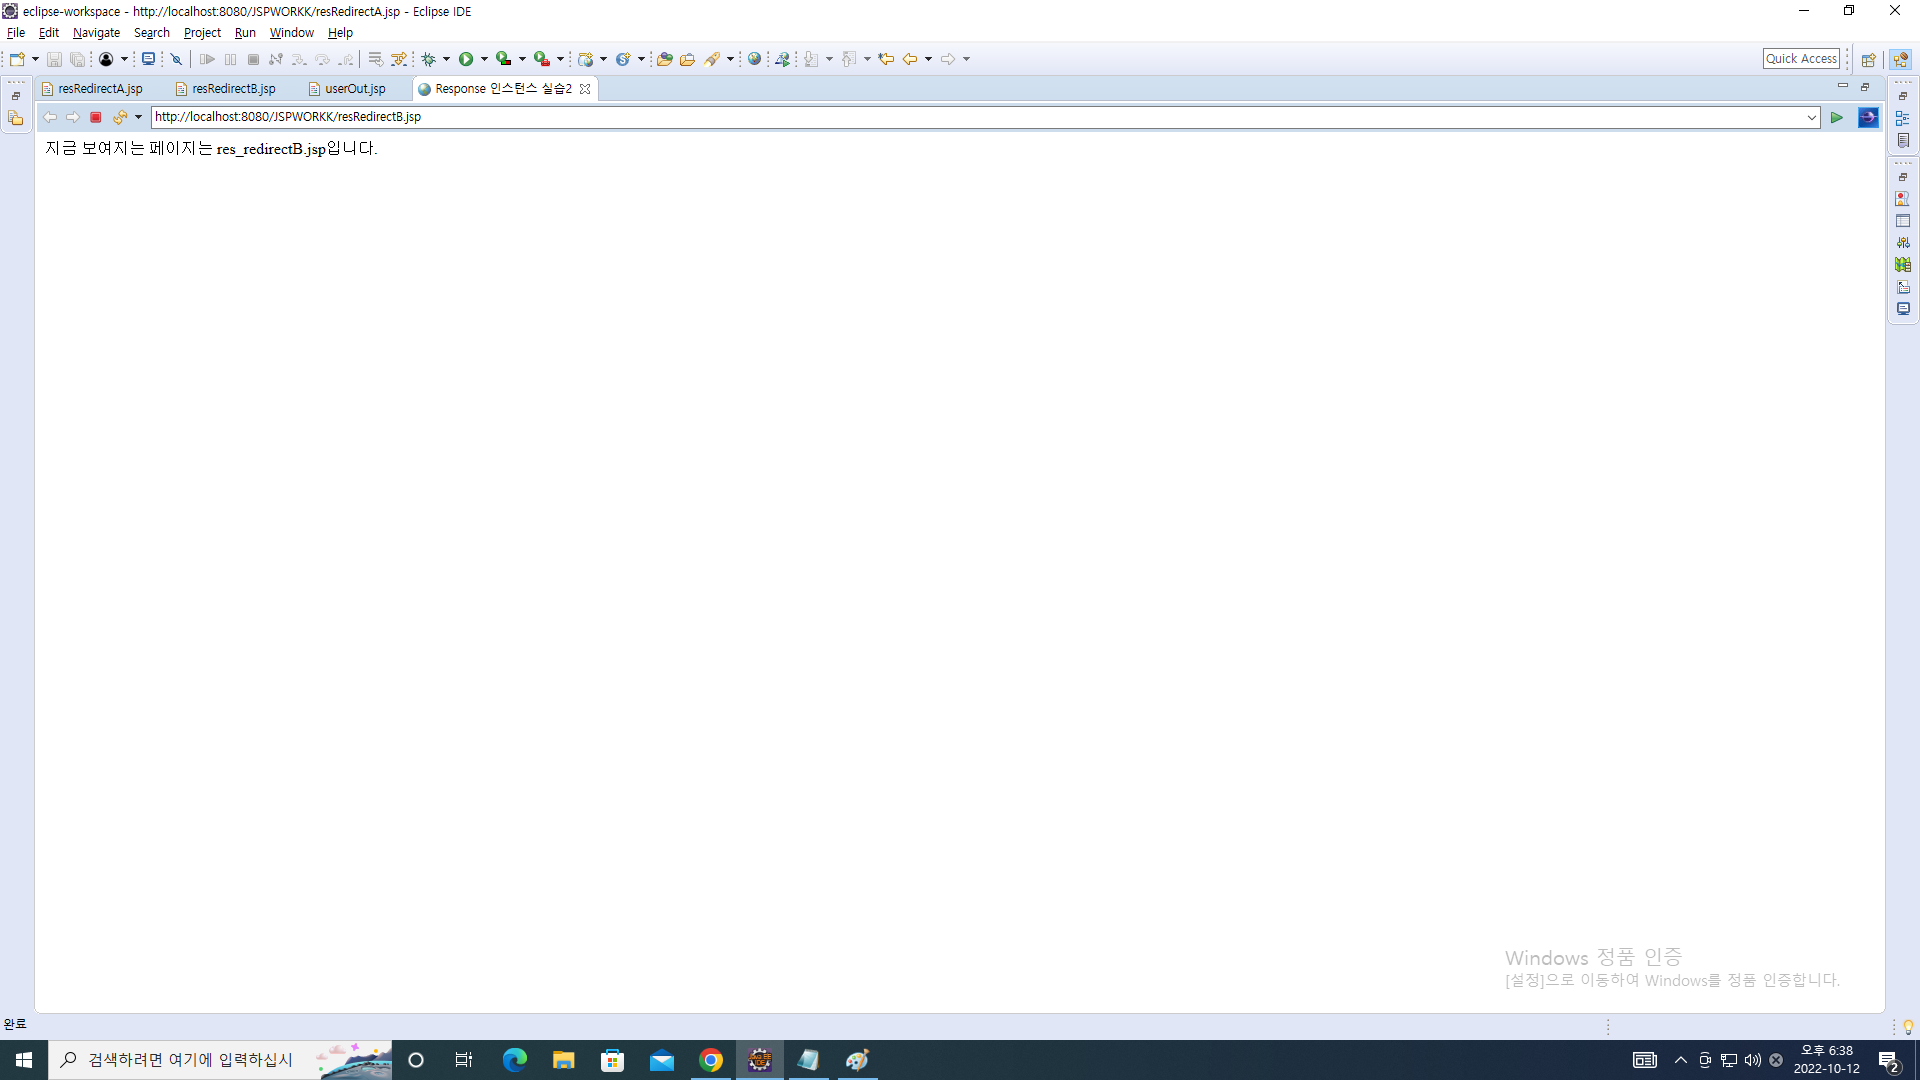 eclipse-workspace - http://localhost:8080/JSPWORKK/resRedirectA.jsp - Eclipse IDE
File Edit Navigate Search Project Run Window Help
Quick Access
resRedirectA.jsp resRedirectB.jsp userOut.jsp Response 인스턴스 실습2
http://localhost:8080/JSPWORKK/resRedirectB.jsp
지금 보여지는 페이지는 res_redirectB.jsp입니다.
Windows 정품 인증
[설정]으로 이동하여 Windows를 정품 인증합니다.
완료
검색하려면 여기에 입력하십시
오후 6:38
2022-10-12
2